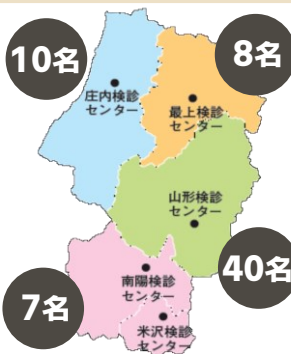 10名
8名
庄内検診
センター
最上検診
センター
山形検診
センター
40名
南陽検診
センター
7名
米沢検診
センター